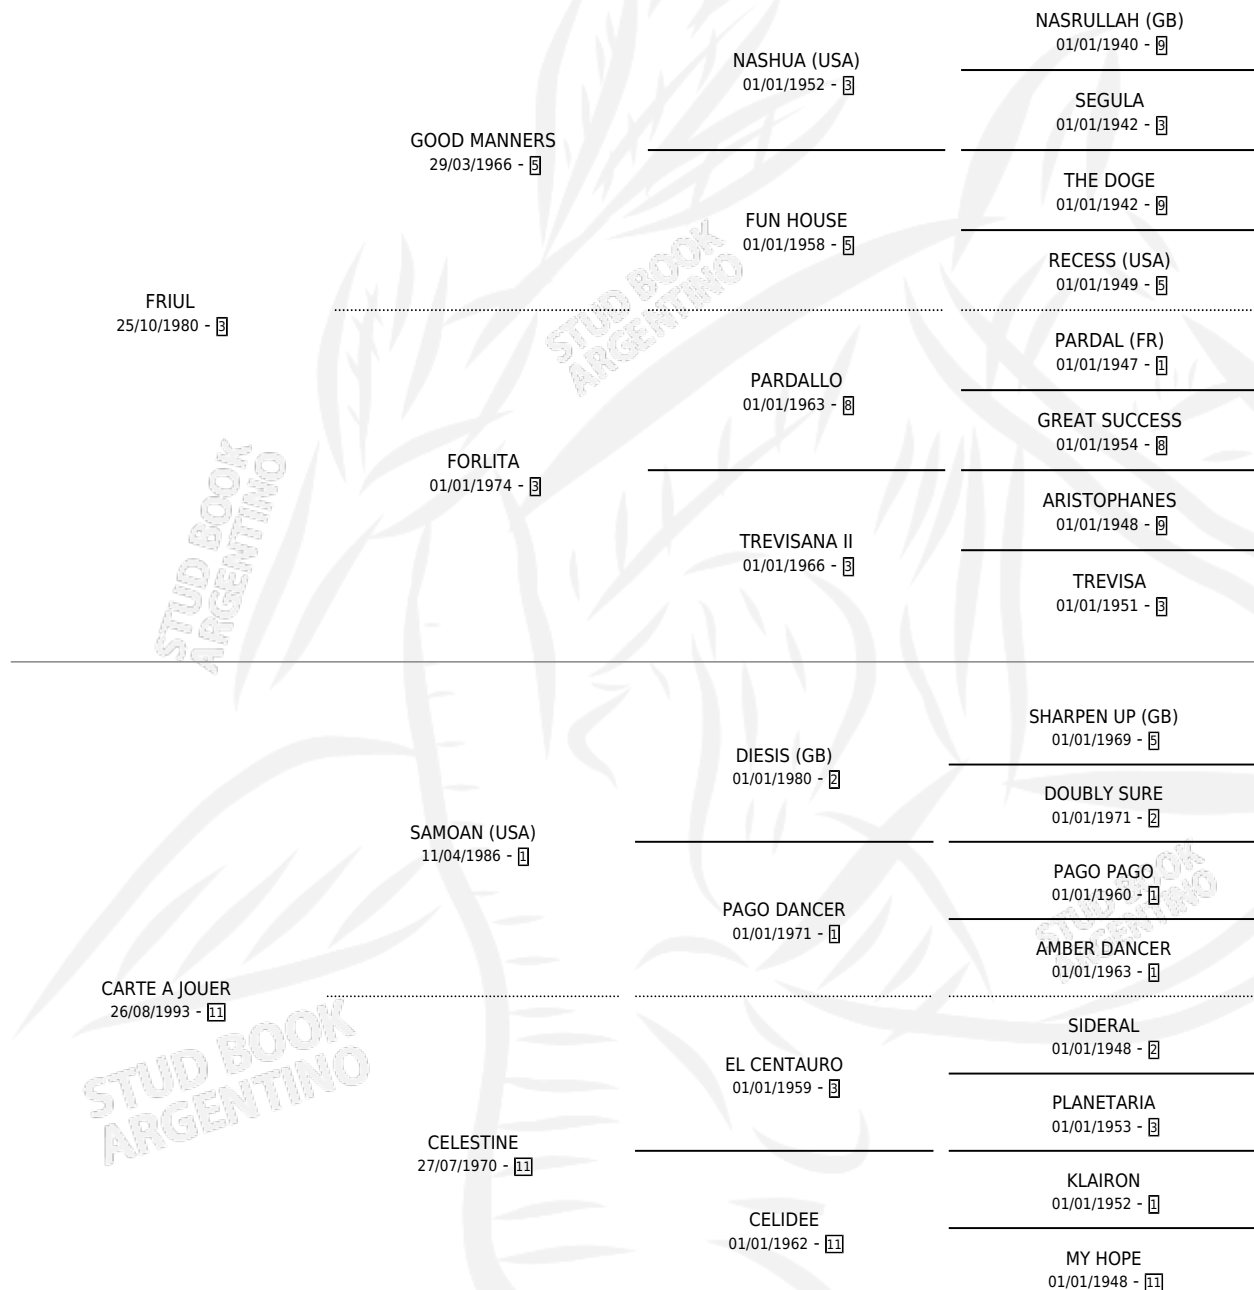 NASRULLAH (GB)
01/01/1940 - 9
NASHUA (USA)
01/01/1952 - 3
SEGULA
01/01/1942 - 3
GOOD MANNERS
29/03/1966 - 5
THE DOGE
01/01/1942 - 9
FUN HOUSE
01/01/1958 - 5
RECESS (USA)
01/01/1949 - 5
FRIUL
25/10/1980 - 3
PARDAL (FR)
01/01/1947 - 1
PARDALLO
01/01/1963 - 8
GREAT SUCCESS
01/01/1954 - 8
FORLITA
01/01/1974 - 3
ARISTOPHANES
01/01/1948 - 9
TREVISANA II
01/01/1966 - 3
TREVISA
01/01/1951 - 3
SHARPEN UP (GB)
01/01/1969 - 5
DIESIS (GB)
01/01/1980 - 2
DOUBLY SURE
01/01/1971 - 2
SAMOAN (USA)
11/04/1986 - 1
PAGO PAGO
01/01/1960 - 1
PAGO DANCER
01/01/1971 - 1
AMBER DANCER
01/01/1963 - 1
CARTE A JOUER
26/08/1993 - 11
SIDERAL
01/01/1948 - 2
EL CENTAURO
01/01/1959 - 3
PLANETARIA
01/01/1953 - 3
CELESTINE
27/07/1970 - 11
KLAIRON
01/01/1952 - 1
CELIDEE
01/01/1962 - 11
MY HOPE
01/01/1948 - 11
STUD BOOK
ARGENTINO
STUD BOOK
ARGENTINO
STUD BOOK
ARGENTINO
STUD BOOK
ARGENTINO